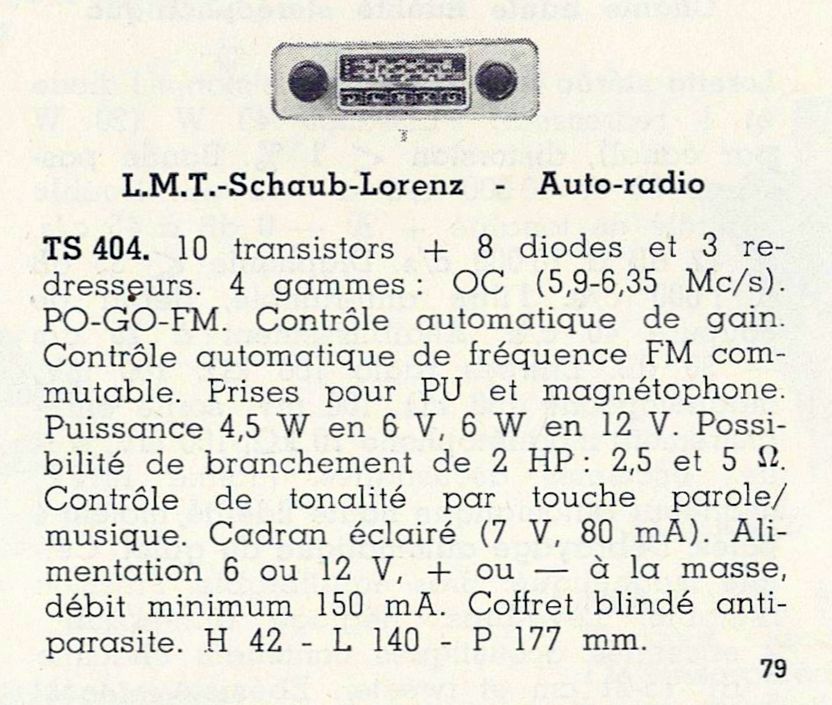 L.M.T.-Schaub-Lorenz - Auto-radio
TS 404. 10 transistors + 8 diodes et 3 re-
dresseurs. 4 gammes : OC (5,9-6,35 Mc/s).
PO-GO-FM. Contrôle automatique de gain.
Contrôle automatique de fréquence FM com-
mutable. Prises pour PU et magnétophone.
Puissance 4,5 W en 6 V, 6 W en 12 V. Possi-
bilité de branchement de 2 HP : 2,5 et 5 Ω.
Contrôle de tonalité par touche parole/
musique. Cadran éclairé (7 V, 80 mA). Ali-
mentation 6 ou 12 V, + ou — à la masse,
débit minimum 150 mA. Coffret blindé anti-
parasite. H 42 - L 140 - P 177 mm.
79